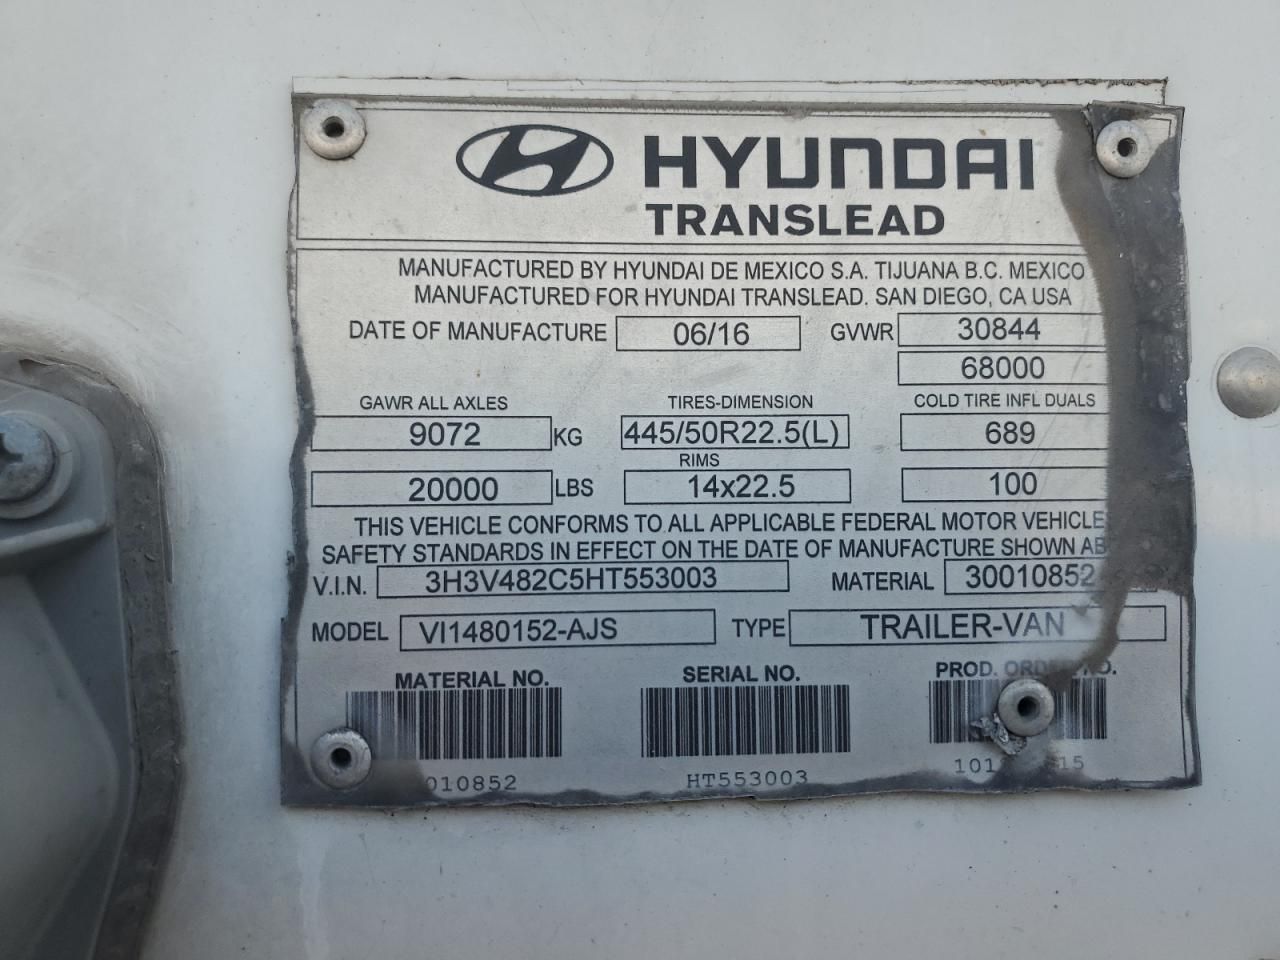 HYUNDAI
TRANSLEAD
MANUFACTURED BY HYUNDAI DE MEXICO S.A. TIJUANA B.C. MEXICO
MANUFACTURED FOR HYUNDAI TRANSLEAD. SAN DIEGO, CA USA
DATE OF MANUFACTURE 06/16 GVWR 30844
68000
GAWR ALL AXLES TIRES-DIMENSION COLD TIRE INFL DUALS
9072 KG 445/50R22.5(L) 689
RIMS
20000 LBS 14x22.5 100
THIS VEHICLE CONFORMS TO ALL APPLICABLE FEDERAL MOTOR VEHICLE
SAFETY STANDARDS IN EFFECT ON THE DATE OF MANUFACTURE SHOWN AB
V.I.N. 3H3V482C5HT553003 MATERIAL 30010852
MODEL VI1480152-AJS TYPE TRAILER-VAN
MATERIAL NO. SERIAL NO. PROD. ORDER NO.
010852 HT553003